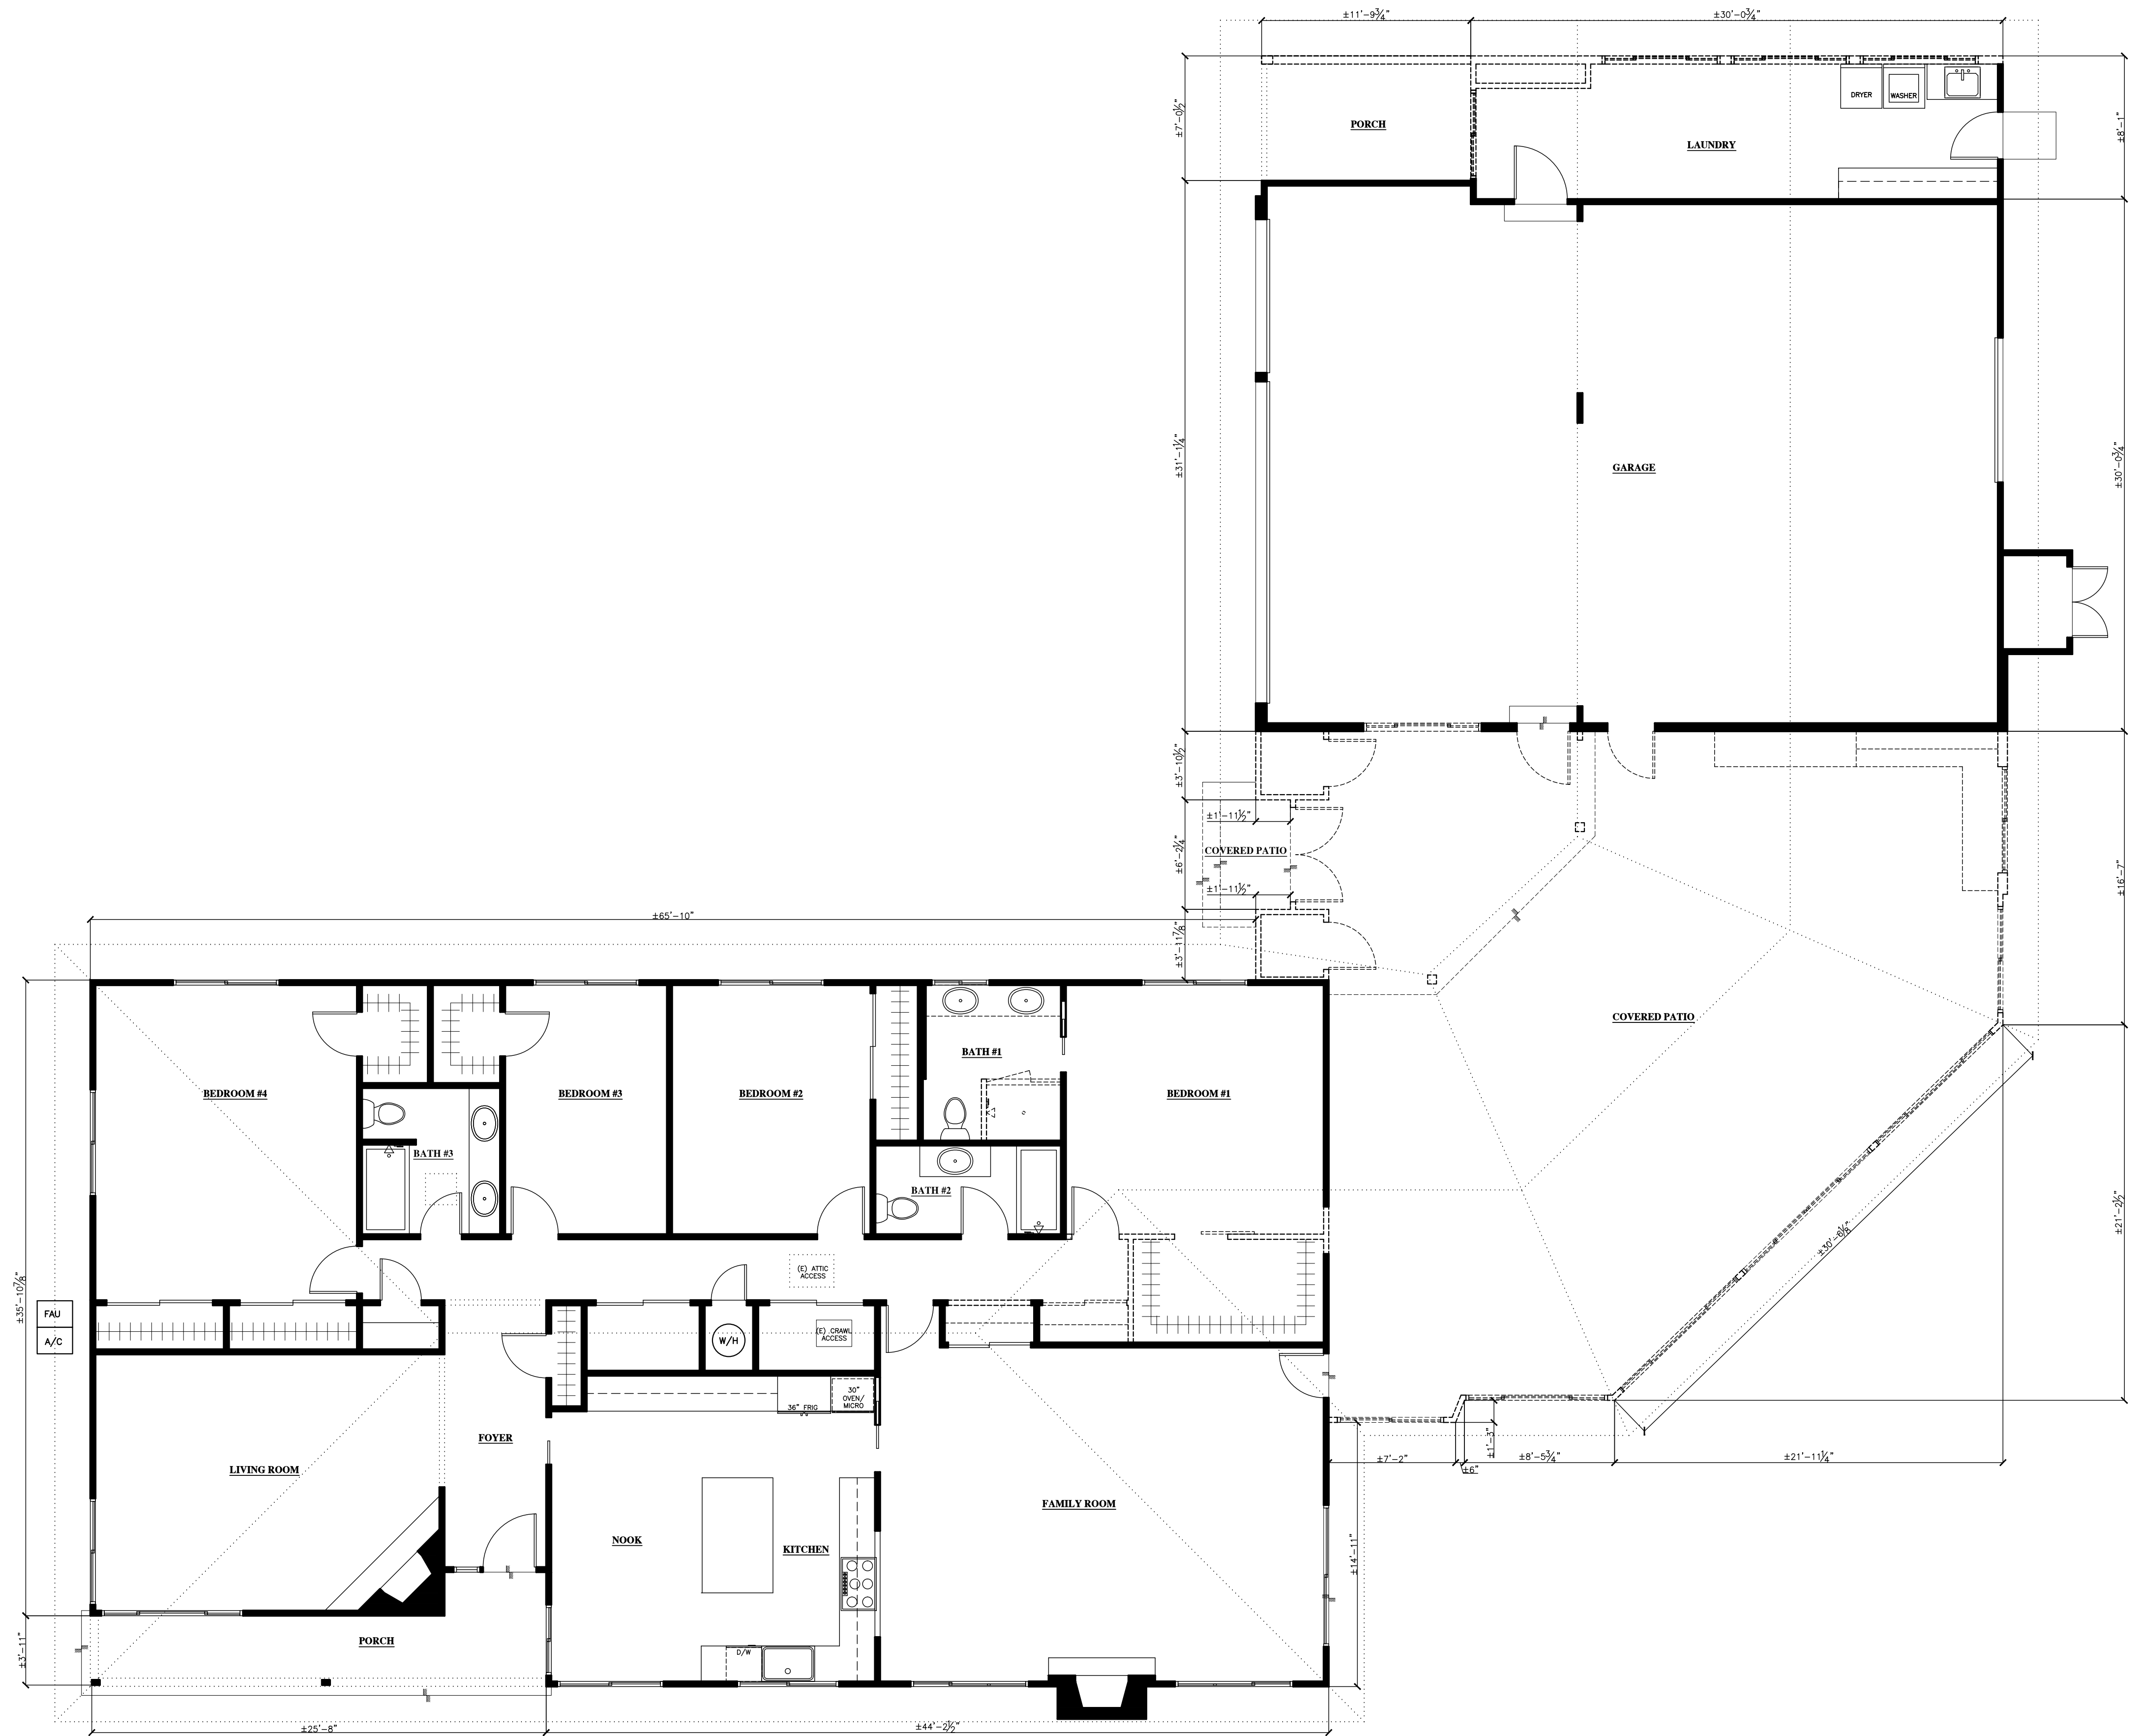 ±11'-9¾"
±30'-0¾"
±7'-0½"
PORCH
DRYER
WASHER
±8'-1"
LAUNDRY
±31'-1¼"
GARAGE
±30'-0¾"
±3'-10½"
±1'-11½"
COVERED PATIO
±6'-2¼"
±1'-11½"
±16'-7"
±65'-10"
±3'-11⅞"
COVERED PATIO
BATH #1
BEDROOM #4
BEDROOM #3
BEDROOM #2
BEDROOM #1
BATH #3
BATH #2
±21'-2½"
±30'-6⅛"
(E) ATTIC
ACCESS
±35'-10⅞"
FAU
A/C
W/H
(E) CRAWL
ACCESS
30"
OVEN/
MICRO
36" FRIG
FOYER
LIVING ROOM
±1'-3"
±7'-2"
±6"
±8'-5¾"
±21'-11¼"
FAMILY ROOM
NOOK
KITCHEN
±14'-11"
PORCH
D/W
±3'-11"
±25'-8"
±44'-2½"